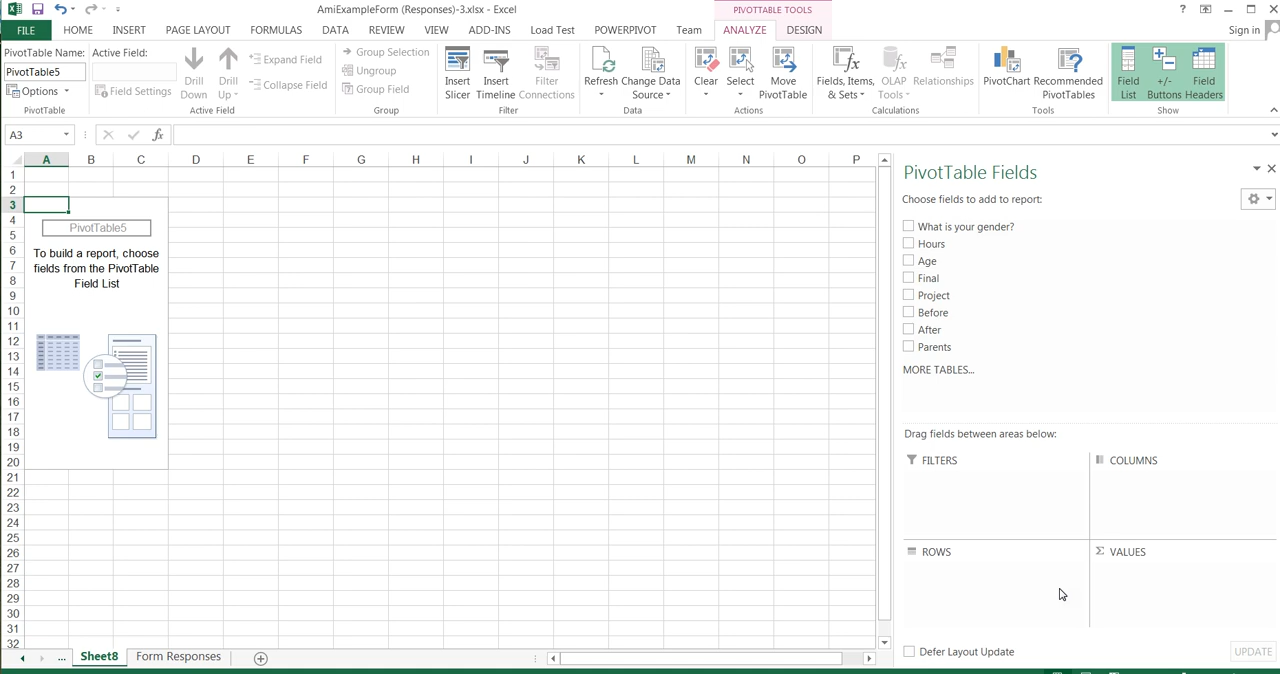 AmiExampleForm (Responses)-3.xlsx - Excel
PIVOTTABLE TOOLS
?
FILE HOME INSERT PAGE LAYOUT FORMULAS DATA REVIEW VIEW ADD-INS Load Test POWERPIVOT Team ANALYZE DESIGN Sign in
PivotTable Name:
PivotTable5
Options
PivotTable
Active Field:
Field Settings
Drill Down
Drill Up
Expand Field
Collapse Field
Active Field
Group Selection
Ungroup
Group Field
Group
Insert Slicer
Insert Timeline
Filter Connections
Filter
Refresh
Change Data Source
Data
Clear
Select
Move PivotTable
Actions
Fields, Items, & Sets
OLAP Tools
Relationships
Calculations
PivotChart
Recommended PivotTables
Tools
Field List
+/- Buttons
Field Headers
Show
A3
fx
A B C D E F G H I J K L M N O P
1
2
3
4
5
6
7
8
9
10
11
12
13
14
15
16
17
18
19
20
21
22
23
24
25
26
27
28
29
30
31
32
PivotTable5
To build a report, choose
fields from the PivotTable
Field List
PivotTable Fields
Choose fields to add to report:
What is your gender?
Hours
Age
Final
Project
Before
After
Parents
MORE TABLES...
Drag fields between areas below:
FILTERS
COLUMNS
ROWS
Σ VALUES
Defer Layout Update
UPDATE
... Sheet8 Form Responses